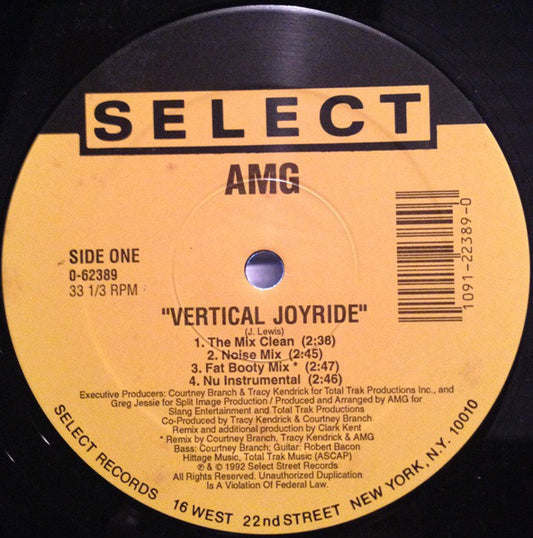 SELECT
AMG
SIDE ONE
0-62389
33 1/3 RPM
1091-22389-0
"VERTICAL JOYRIDE"
(J. Lewis)
1. The Mix Clean (2:38)
2. Noise Mix (2:45)
3. Fat Booty Mix * (2:47)
4. Nu Instrumental (2:46)
Executive Producers: Courtney Branch & Tracy Kendrick for Total Trak Productions Inc., and
Greg Jessie for Split Image Production / Produced and Arranged by AMG for
Slang Entertainment and Total Trak Productions
Co-Produced by Tracy Kendrick & Courtney Branch
Remix and additional production by Clark Kent
* Remix by Courtney Branch, Tracy Kendrick & AMG
Bass: Courtney Branch; Guitar: Robert Bacon
Hittage Music, Total Trak Music (ASCAP)
℗ & © 1992 Select Street Records
All Rights Reserved. Unauthorized Duplication
Is A Violation Of Federal Law.
SELECT RECORDS 16 WEST 22nd STREET NEW YORK, N.Y. 10010